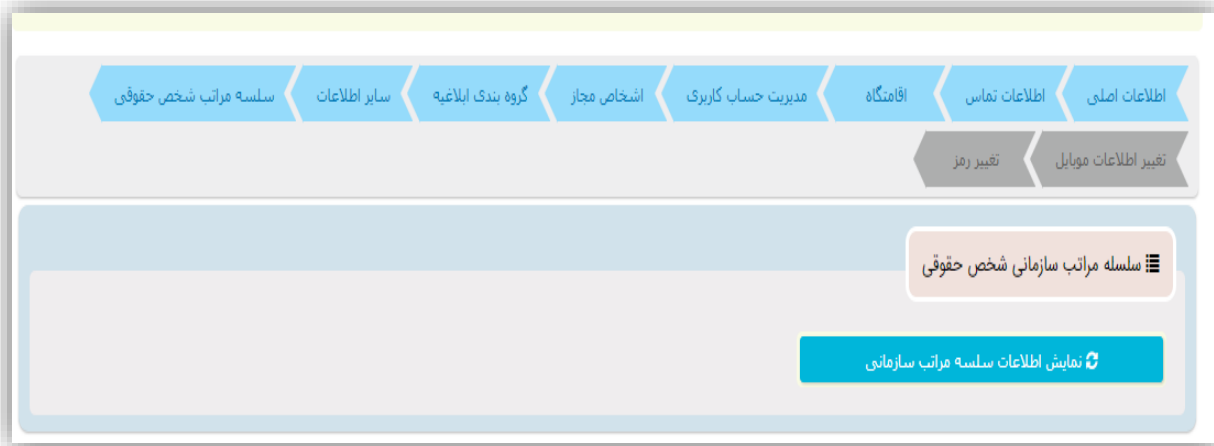 اطلاعات اصلی اطلاعات تماس اقامتگاه مدیریت حساب کاربری اشخاص مجاز گروه بندی ابلاغیه سایر اطلاعات سلسه مراتب شخص حقوقی
تغییر اطلاعات موبایل تغییر رمز
سلسله مراتب سازمانی شخص حقوقی
نمایش اطلاعات سلسه مراتب سازمانی